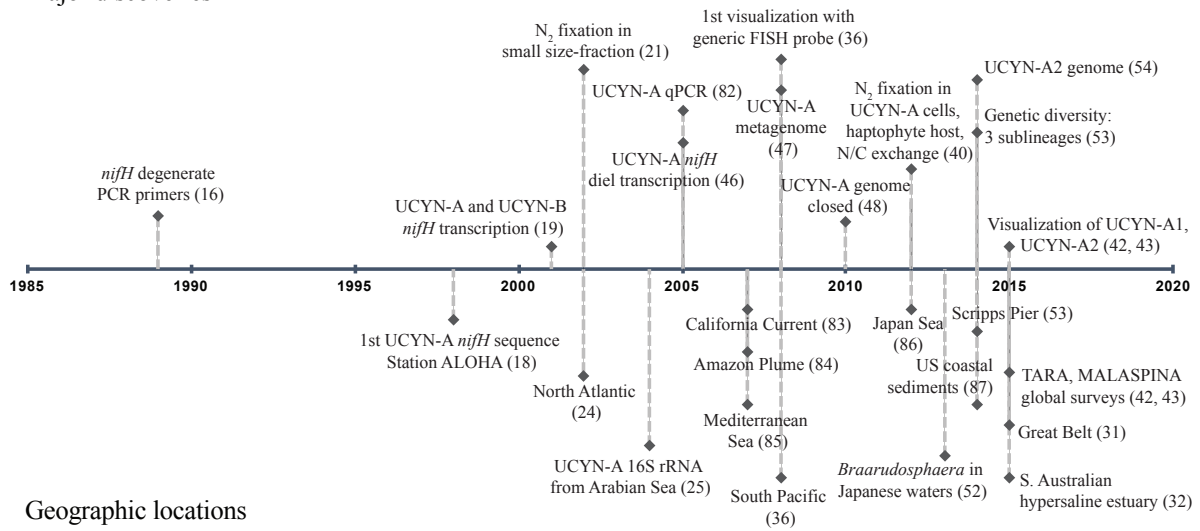 1st visualization with
generic FISH probe (36)
N2 fixation in
small size-fraction (21)
UCYN-A2 genome (54)
UCYN-A qPCR (82)
UCYN-A
metagenome
(47)
N2 fixation in
UCYN-A cells,
haptophyte host,
N/C exchange (40)
Genetic diversity:
3 sublineages (53)
UCYN-A nifH
diel transcription (46)
nifH degenerate
PCR primers (16)
UCYN-A genome
closed (48)
UCYN-A and UCYN-B
nifH transcription (19)
Visualization of UCYN-A1,
UCYN-A2 (42, 43)
1985 1990 1995 2000 2005 2010 2015 2020
1st UCYN-A nifH sequence
Station ALOHA (18)
California Current (83)
Japan Sea
(86)
Scripps Pier (53)
Amazon Plume (84)
US coastal
sediments (87)
North Atlantic
(24)
TARA, MALASPINA
global surveys (42, 43)
Mediterranean
Sea (85)
Great Belt (31)
UCYN-A 16S rRNA
from Arabian Sea (25)
Braarudosphaera in
Japanese waters (52)
S. Australian
hypersaline estuary (32)
South Pacific
(36)
Geographic locations